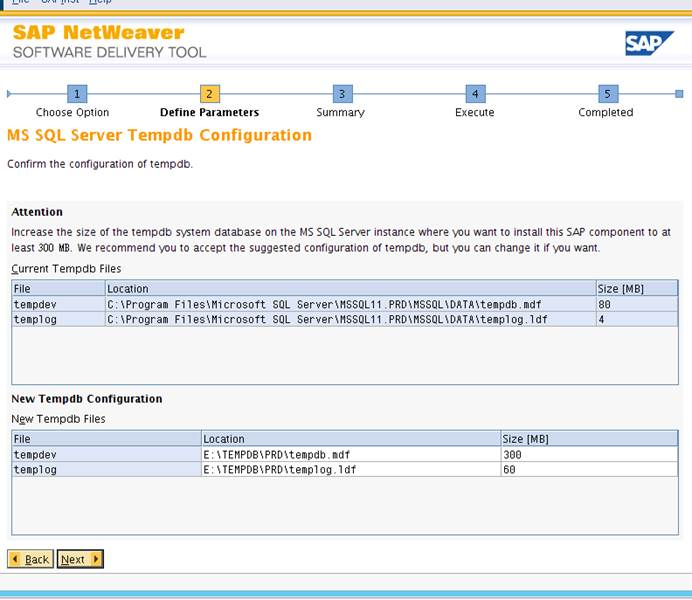 File SAPinst Help
SAP NetWeaver
SOFTWARE DELIVERY TOOL
SAP
1 2 3 4 5
Choose Option Define Parameters Summary Execute Completed
MS SQL Server Tempdb Configuration
Confirm the configuration of tempdb.
Attention
Increase the size of the tempdb system database on the MS SQL Server instance where you want to install this SAP component to at
least 300 MB. We recommend you to accept the suggested configuration of tempdb, but you can change it if you want.
Current Tempdb Files
File Location Size [MB]
tempdev C:\Program Files\Microsoft SQL Server\MSSQL11.PRD\MSSQL\DATA\tempdb.mdf 80
templog C:\Program Files\Microsoft SQL Server\MSSQL11.PRD\MSSQL\DATA\templog.ldf 4
New Tempdb Configuration
New Tempdb Files
File Location Size [MB]
tempdev E:\TEMPDB\PRD\tempdb.mdf 300
templog E:\TEMPDB\PRD\templog.ldf 60
Back Next